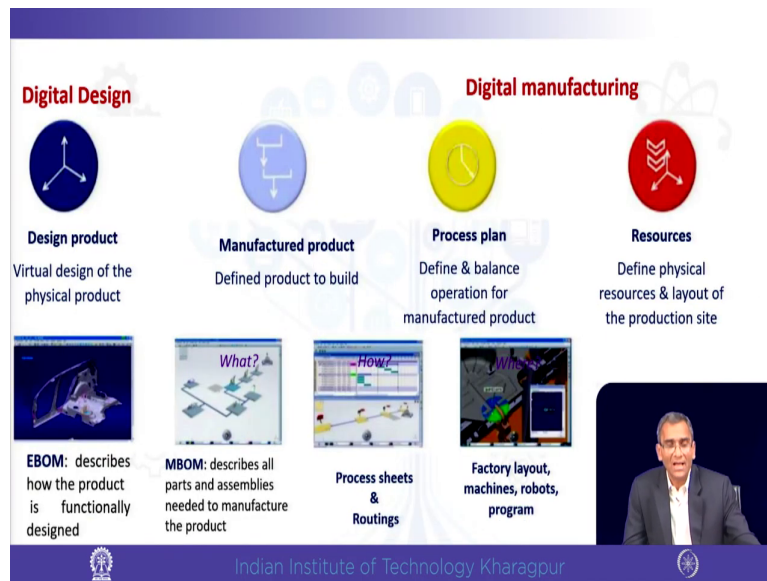 Digital Design
Digital manufacturing
Design product
Virtual design of the
physical product
Manufactured product
Defined product to build
Process plan
Define & balance
operation for
manufactured product
Resources
Define physical
resources & layout of
the production site
What?
How?
Where?
EBOM: describes
how the product
is functionally
designed
MBOM: describes all
parts and assemblies
needed to manufacture
the product
Process sheets
&
Routings
Factory layout,
machines, robots,
program
Indian Institute of Technology Kharagpur